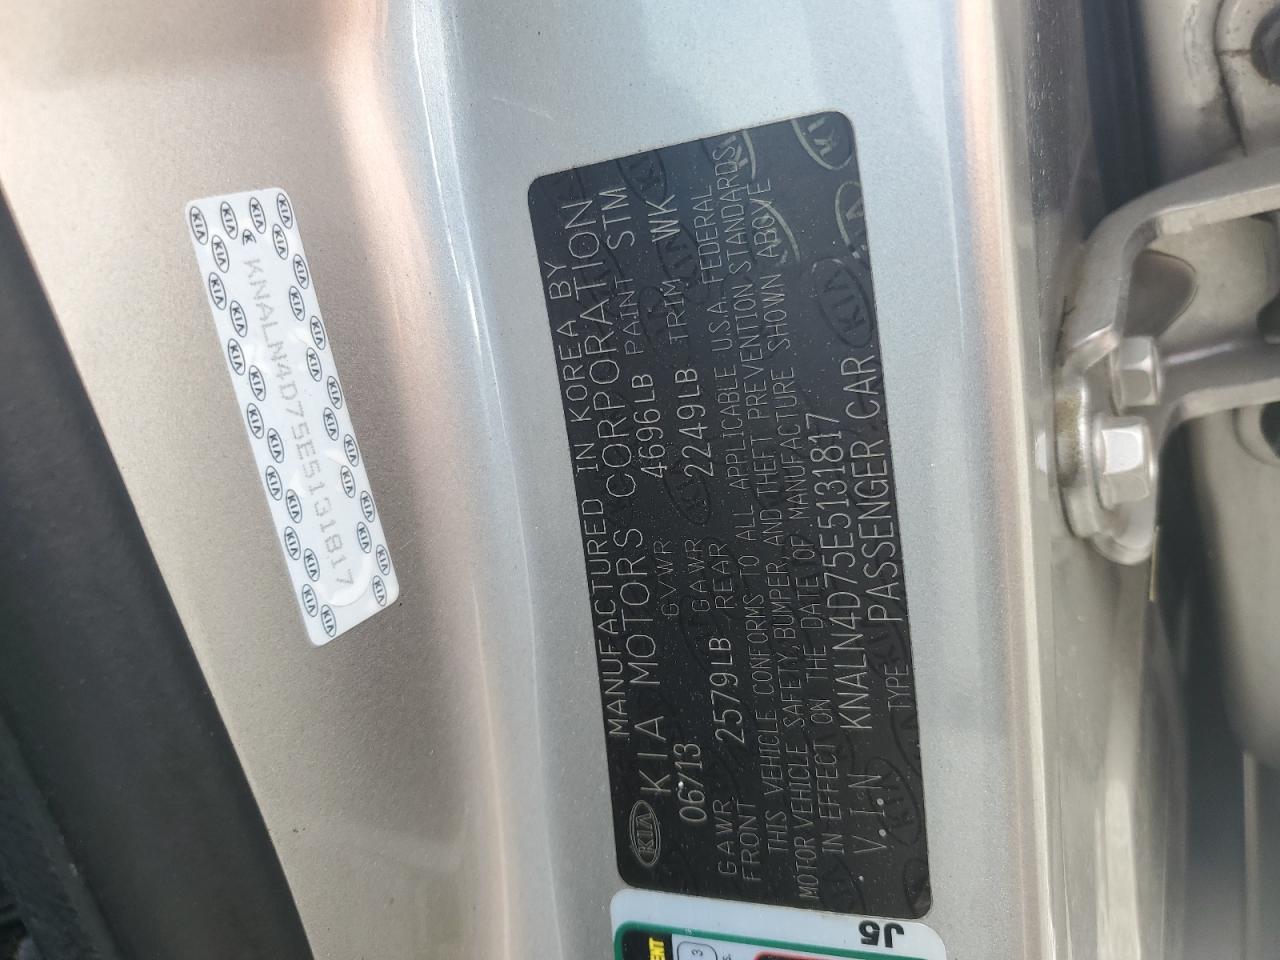 KNALN4D75E5131817
MANUFACTURED IN KOREA BY
KIA KIA MOTORS CORPORATION
06/13 GVWR 4696LB PAINT STM
GAWR FRONT 2579LB GAWR REAR 2249LB TRIM WK
THIS VEHICLE CONFORMS TO ALL APPLICABLE U.S.A. FEDERAL
MOTOR VEHICLE SAFETY, BUMPER, AND THEFT PREVENTION STANDARDS
IN EFFECT ON THE DATE OF MANUFACTURE SHOWN ABOVE
V.I.N KNALN4D75E5131817
TYPE PASSENGER CAR
J5